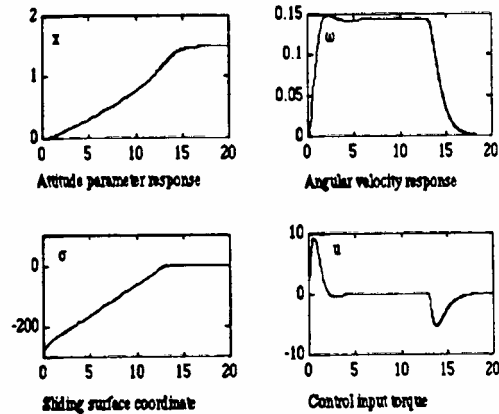 2
x
1
0
0 5 10 15 20
Attitude parameter response
0.15
ω
0.1
0.05
0
0 5 10 15 20
Angular velocity response
σ
0
-200
0 5 10 15 20
Sliding surface coordinate
10
u
0
-10
0 5 10 15 20
Control input torque